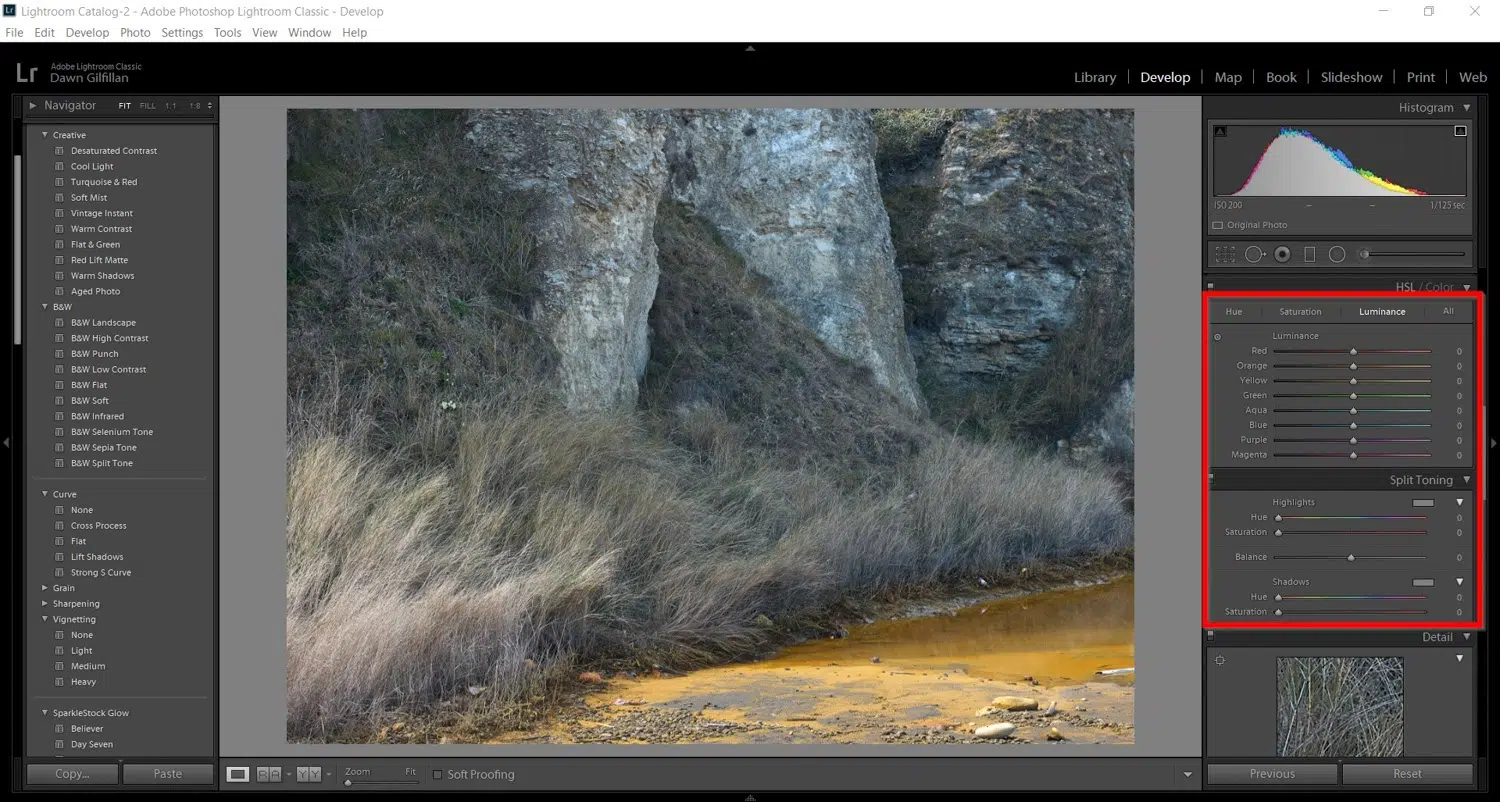 Lightroom Catalog-2 - Adobe Photoshop Lightroom Classic - Develop
File Edit Develop Photo Settings Tools View Window Help
Lr
Adobe Lightroom Classic
Dawn Gilfillan
Library Develop Map Book Slideshow Print Web
Navigator FIT FILL 1:1 1:8
Creative
Desaturated Contrast
Cool Light
Turquoise & Red
Soft Mist
Vintage Instant
Warm Contrast
Flat & Green
Red Lift Matte
Warm Shadows
Aged Photo
B&W
B&W Landscape
B&W High Contrast
B&W Punch
B&W Low Contrast
B&W Flat
B&W Soft
B&W Infrared
B&W Selenium Tone
B&W Sepia Tone
B&W Split Tone
Curve
None
Cross Process
Flat
Lift Shadows
Strong S Curve
Grain
Sharpening
Vignetting
None
Light
Medium
Heavy
SparkleStock Glow
Believer
Day Seven
Copy... Paste
R A Y Y Zoom Fit Soft Proofing
Histogram
ISO 200 – – 1/125 sec
Original Photo
HSL / Color
Hue Saturation Luminance All
Luminance
Red 0
Orange 0
Yellow 0
Green 0
Aqua 0
Blue 0
Purple 0
Magenta 0
Split Toning
Highlights
Hue 0
Saturation 0
Balance 0
Shadows
Hue 0
Saturation 0
Detail
Previous Reset